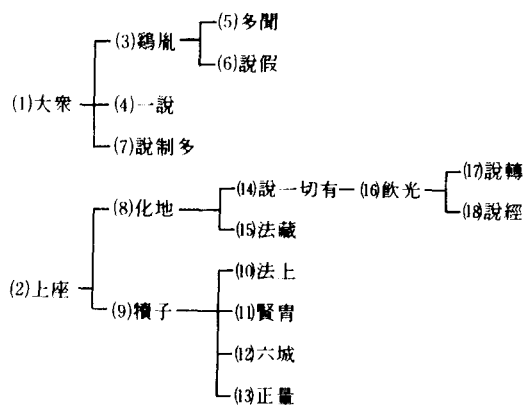 (5)多聞
(3)鷄胤
(6)說假
(1)大衆
(4)一說
(7)說制多
(17)說轉
(14)說一切有
(16)飲光
(8)化地
(18)說經
(15)法藏
(10)法上
(2)上座
(9)犢子
(11)賢胄
(12)六城
(13)正量